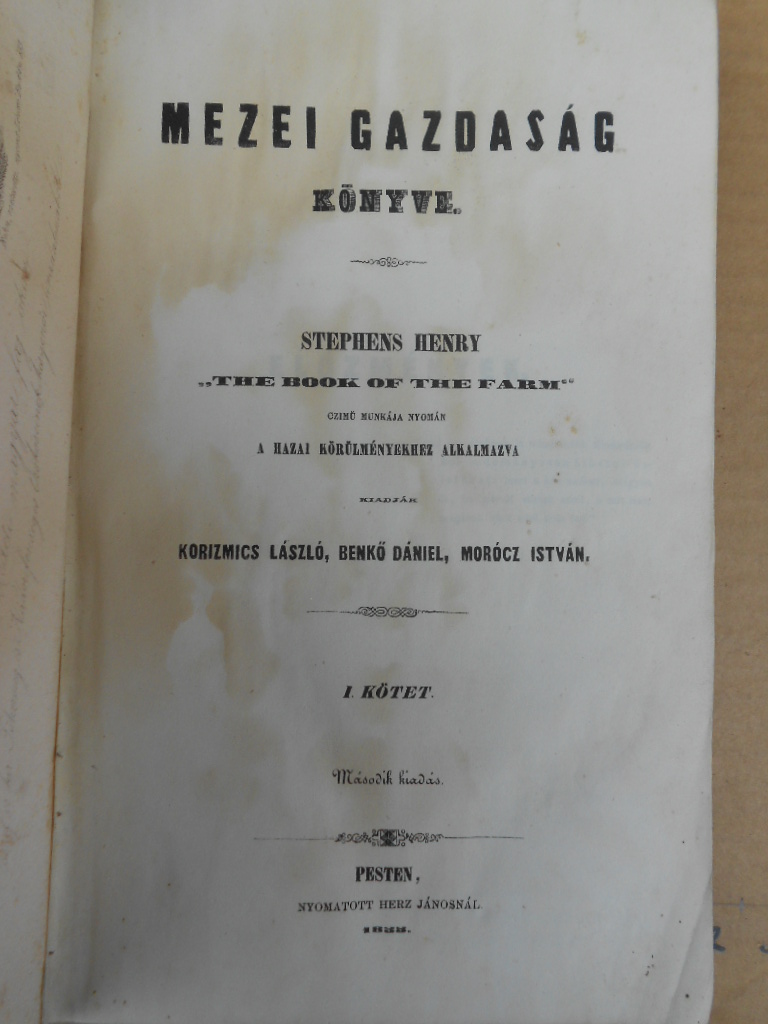 MEZEI GAZDASÁG
KÖNYVE.
STEPHENS HENRY
„THE BOOK OF THE FARM“
CZIMŰ MUNKÁJA NYOMÁN
A HAZAI KÖRÜLMÉNYEKHEZ ALKALMAZVA
KIADJÁK
KORIZMICS LÁSZLÓ, BENKŐ DÁNIEL, MORÓCZ ISTVÁN.
I. KÖTET.
Második kiadás.
PESTEN,
NYOMATOTT HERZ JÁNOSNÁL.